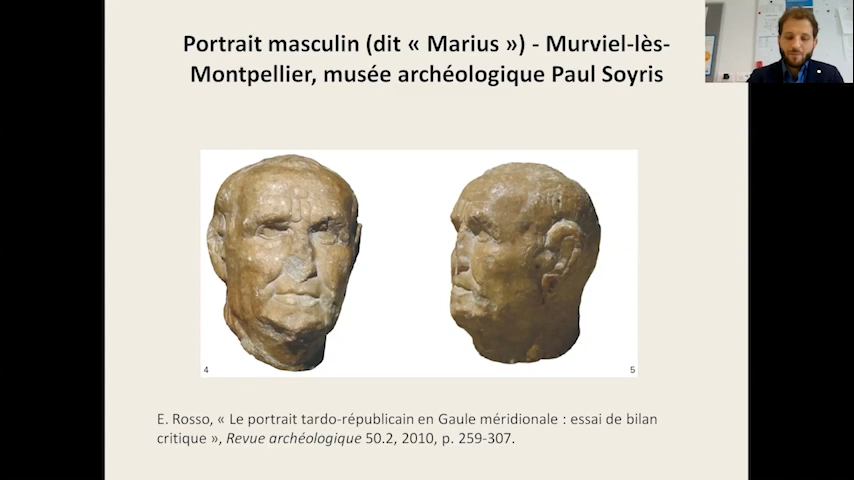 Portrait masculin (dit « Marius ») - Murviel-lès-
Montpellier, musée archéologique Paul Soyris
4
5
E. Rosso, « Le portrait tardo-républicain en Gaule méridionale : essai de bilan
critique », Revue archéologique 50.2, 2010, p. 259-307.